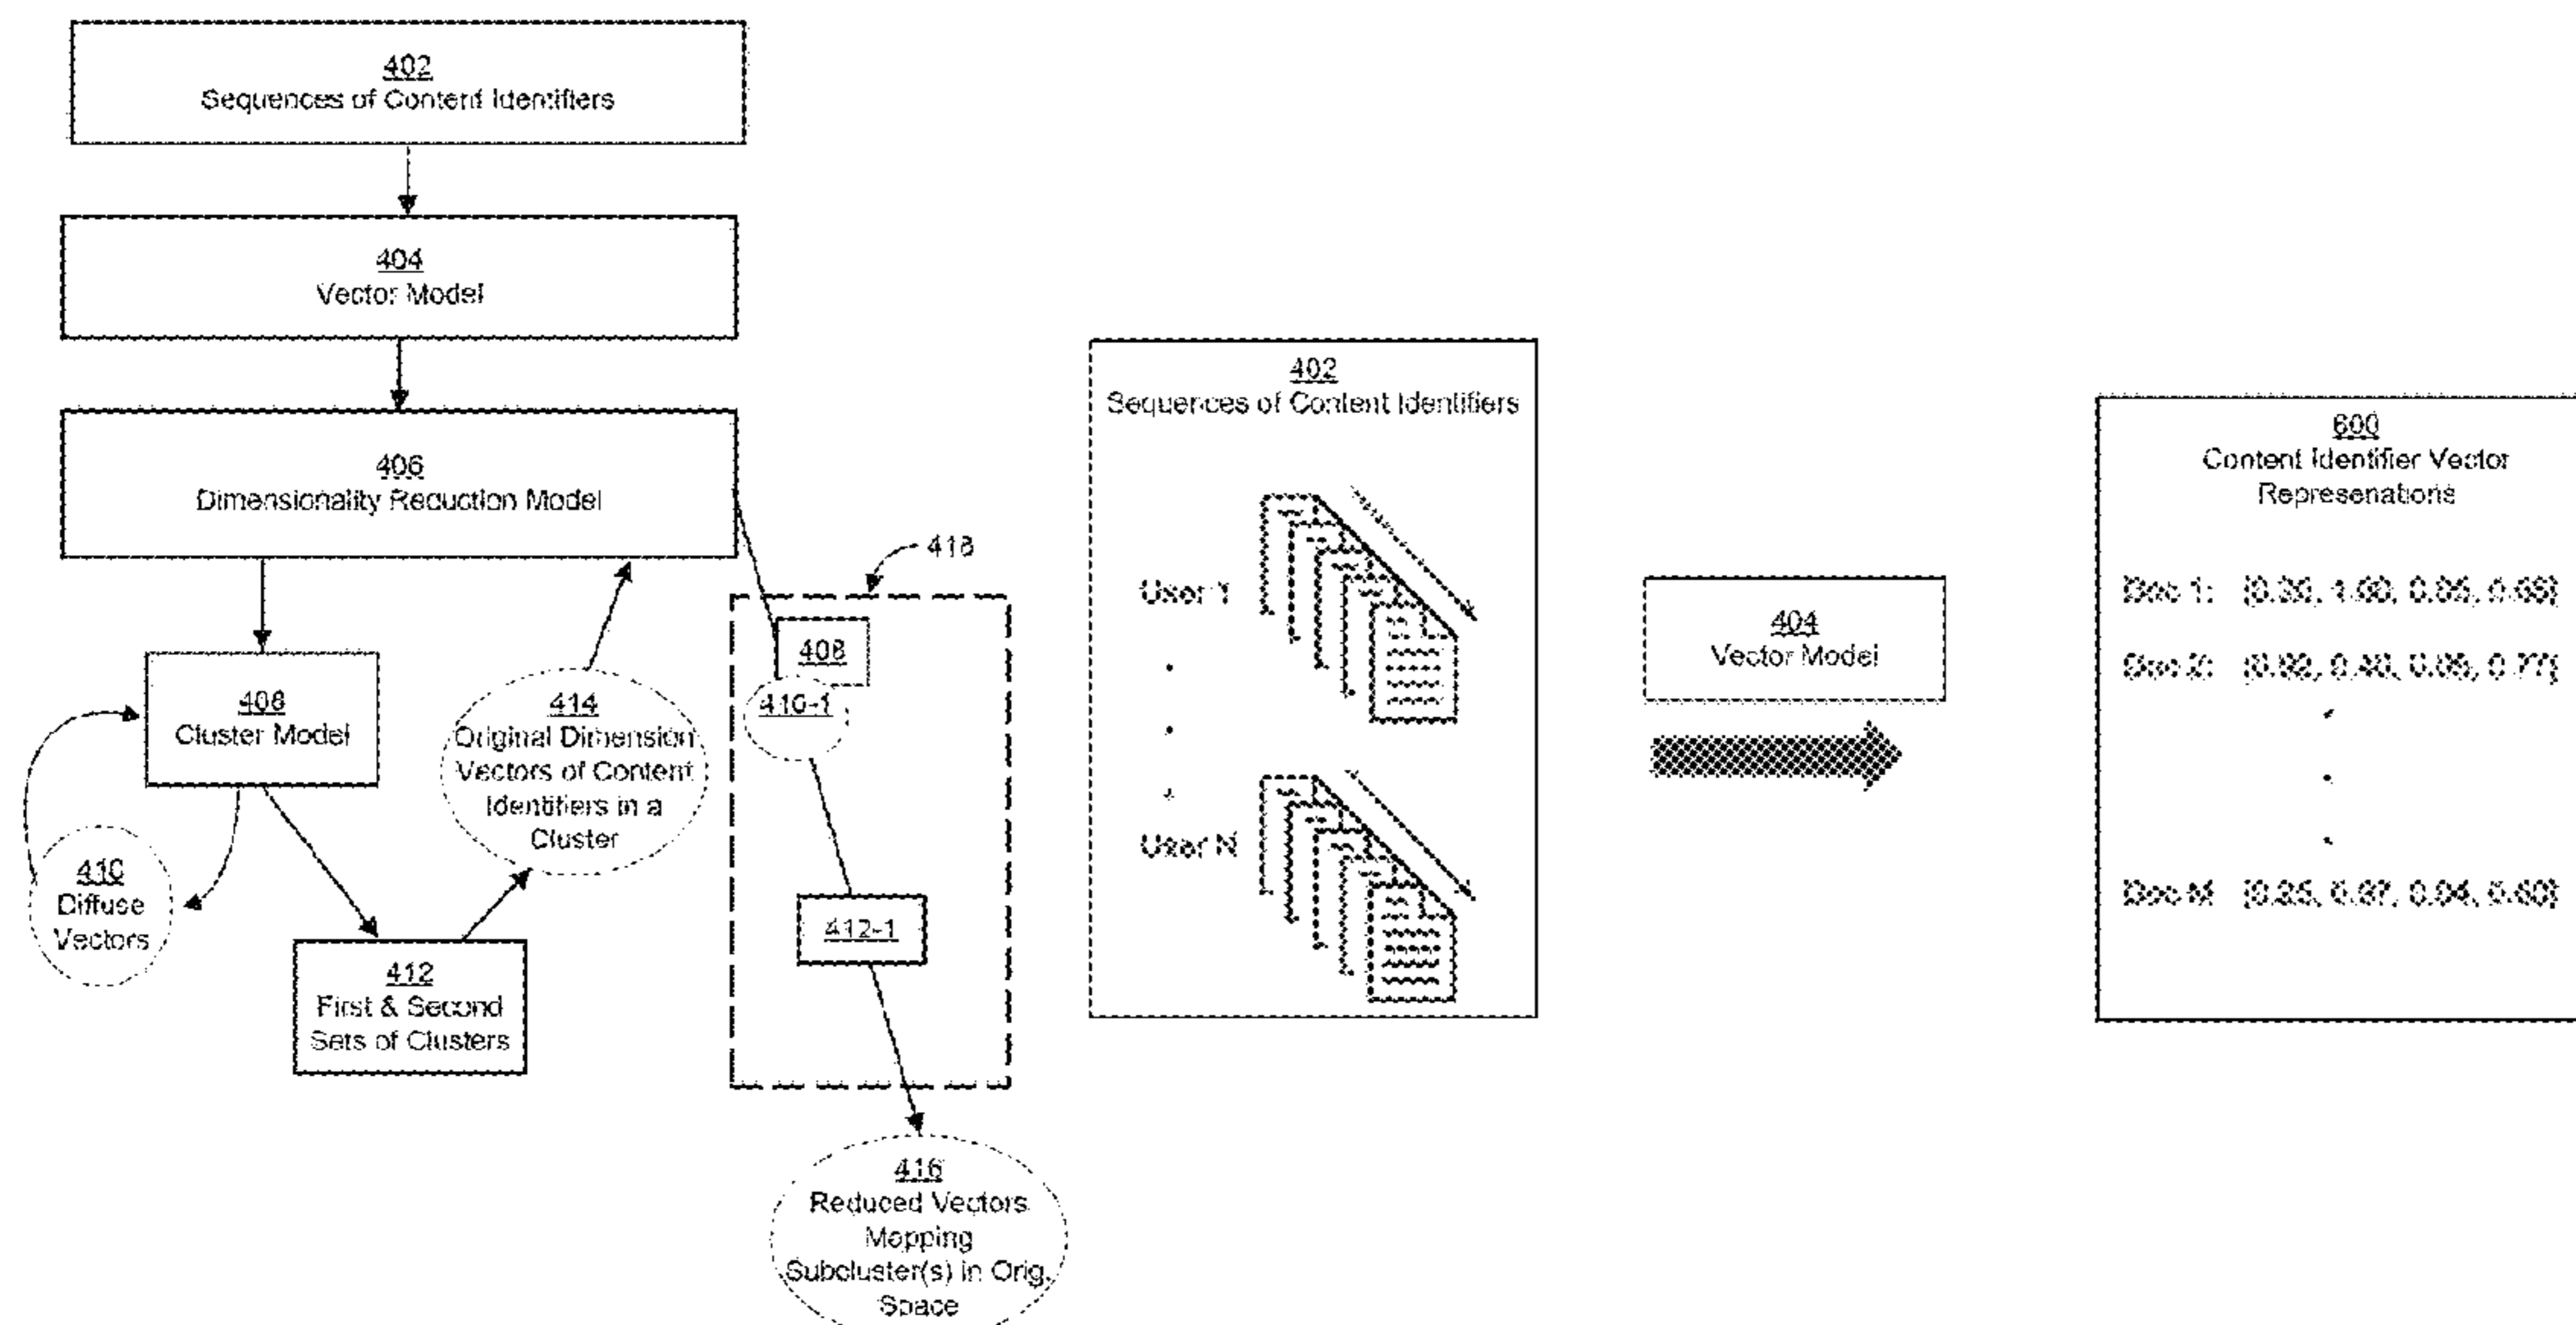 402
Sequences of Content Identifiers
404
Vector Model
406
Dimensionality Reduction Model
418
408
Cluster Model
414
Original Dimension
Vectors of Content
Identifiers in a
Cluster
408
410-1
410
Diffuse
Vectors
412
First & Second
Sets of Clusters
412-1
416
Reduced Vectors
Mapping
Subcluster(s) in Orig.
Space
402
Sequences of Content Identifiers
User 1
User N
404
Vector Model
600
Content Identifier Vector
Represenations
Doc 1:
Doc 2:
Doc M